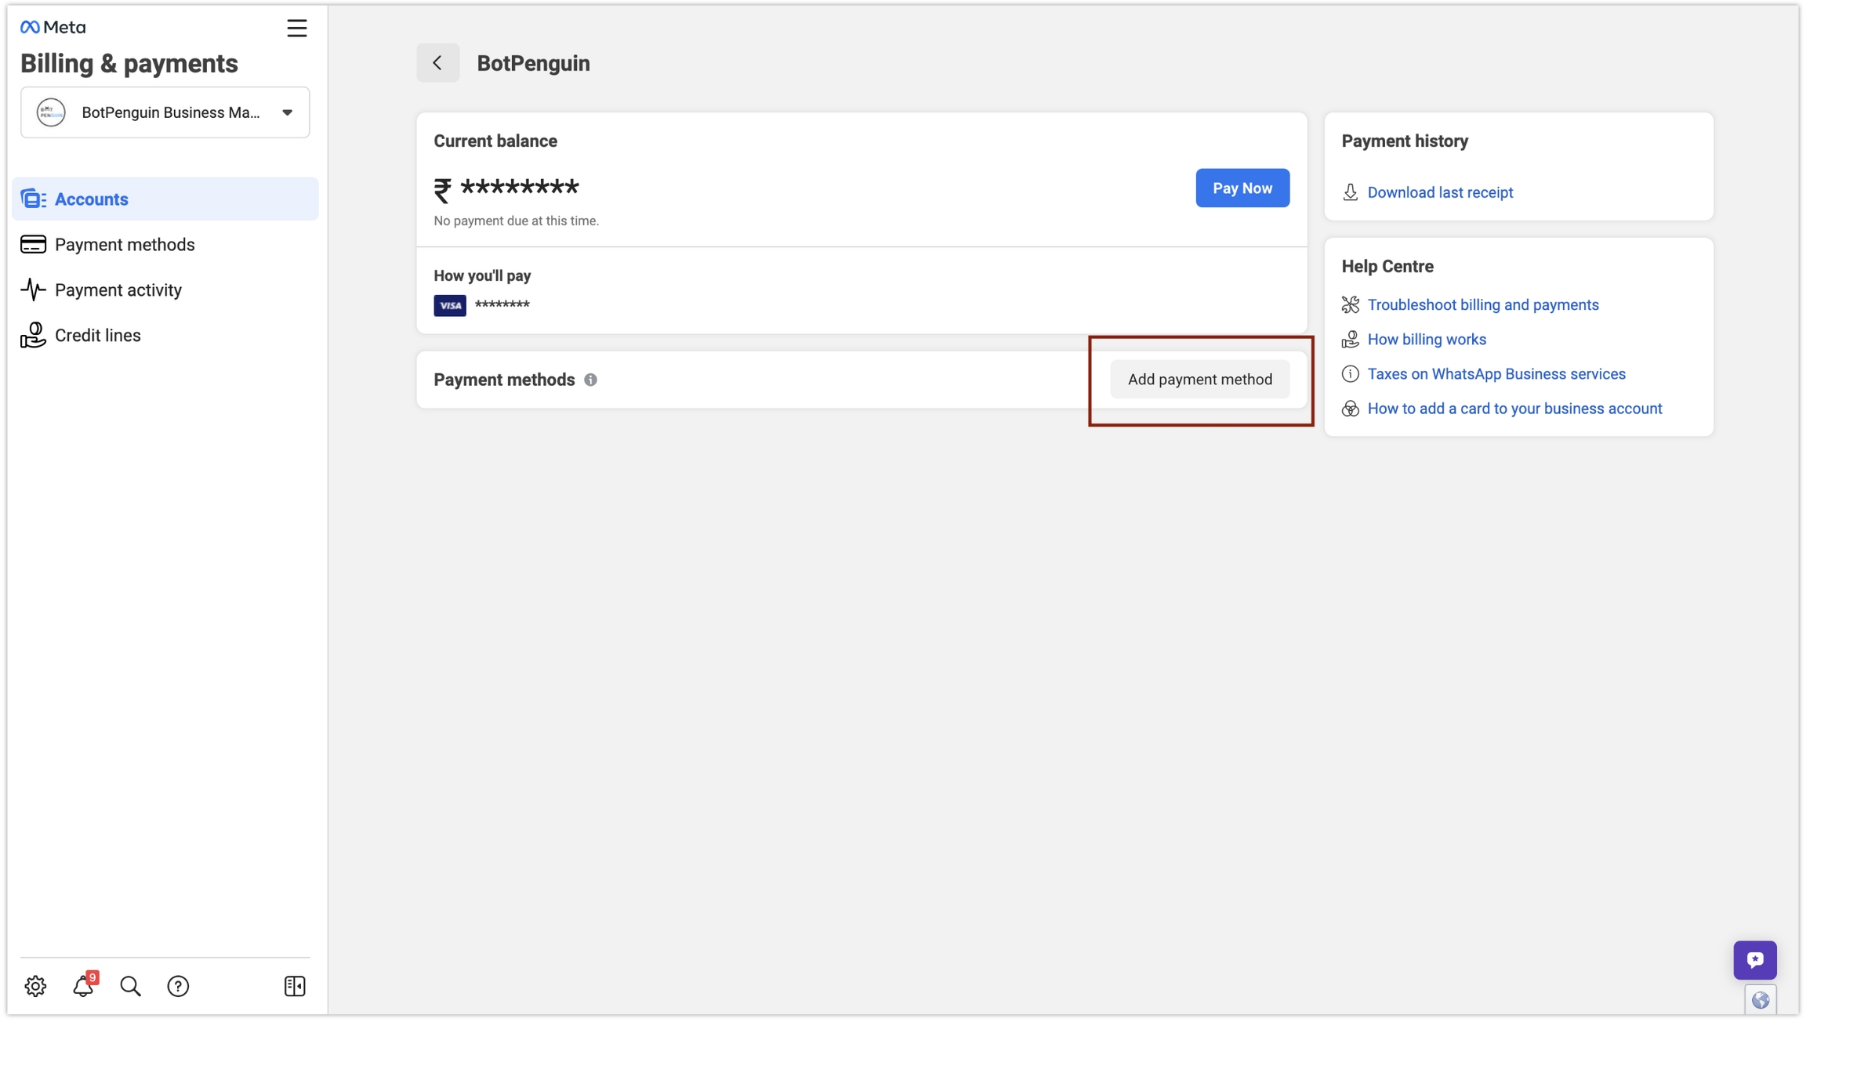 Meta
Billing & payments
BotPenguin Business Ma...
Accounts
Payment methods
Payment activity
Credit lines
9
BotPenguin
Current balance
₹ ********
No payment due at this time.
Pay Now
How you'll pay
VISA ********
Payment methods
Add payment method
Payment history
Download last receipt
Help Centre
Troubleshoot billing and payments
How billing works
Taxes on WhatsApp Business services
How to add a card to your business account